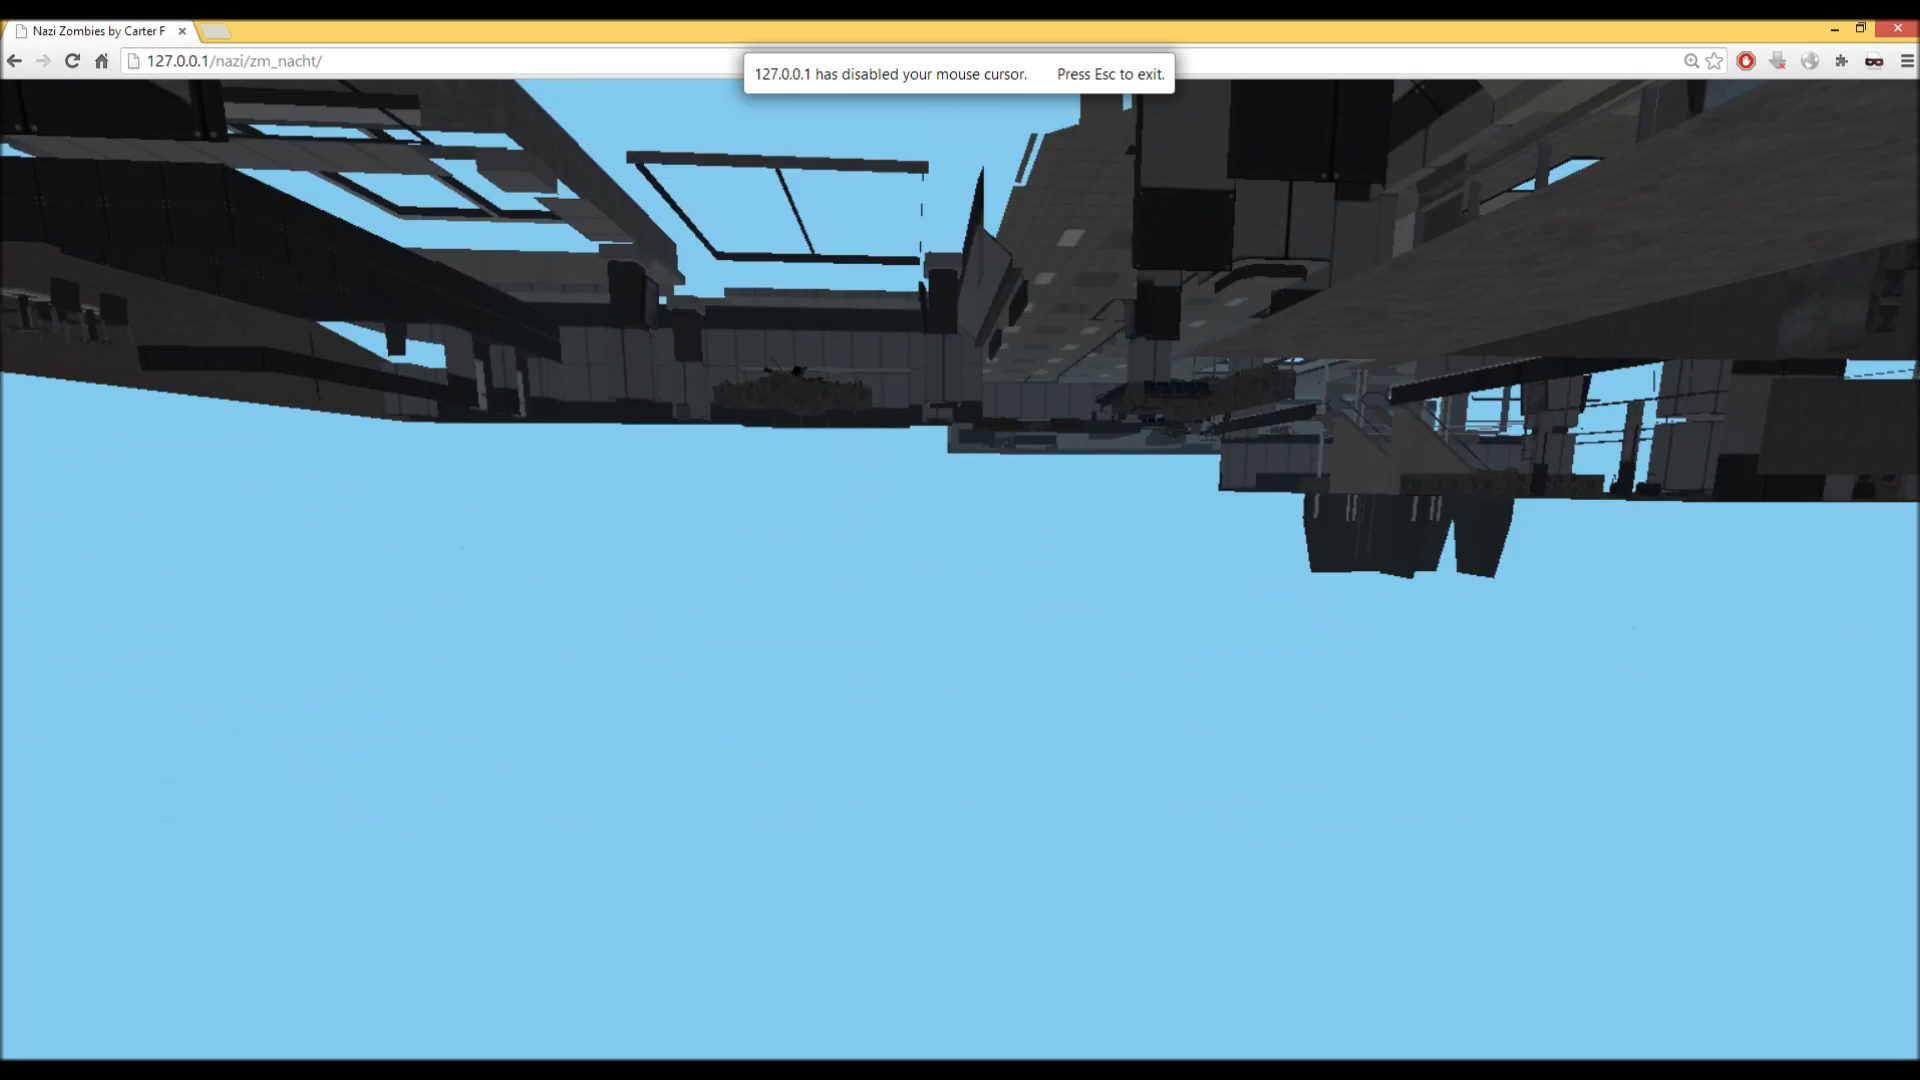 Nazi Zombies by Carter F
127.0.0.1/nazi/zm_nacht/
127.0.0.1 has disabled your mouse cursor. Press Esc to exit.